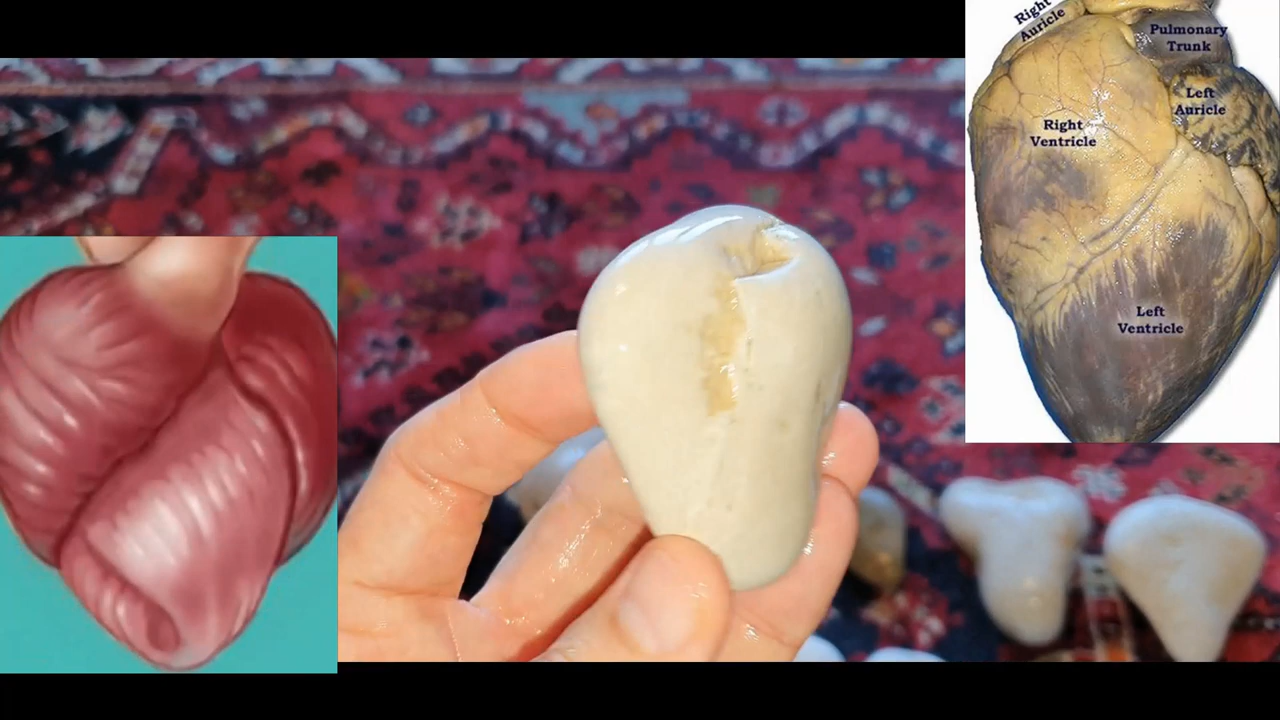 Right
Auricle
Pulmonary
Trunk
Left
Auricle
Right
Ventricle
Left
Ventricle